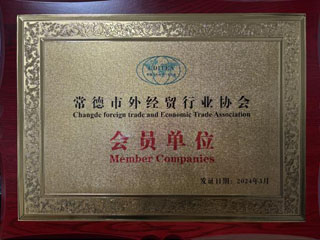 常德市外经贸行业协会
Changde foreign trade and Economic Trade Association
会员单位
Member Companies
发证日期：2024年3月